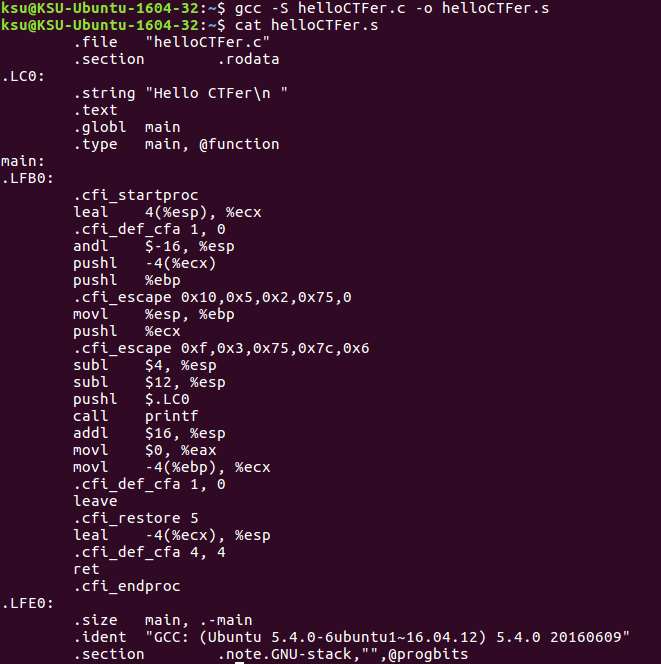 ksu@KSU-Ubuntu-1604-32:~$ gcc -S helloCTFer.c -o helloCTFer.s
ksu@KSU-Ubuntu-1604-32:~$ cat helloCTFer.s
        .file   "helloCTFer.c"
        .section        .rodata
.LC0:
        .string "Hello CTFer\n "
        .text
        .globl  main
        .type   main, @function
main:
.LFB0:
        .cfi_startproc
        leal    4(%esp), %ecx
        .cfi_def_cfa 1, 0
        andl    $-16, %esp
        pushl   -4(%ecx)
        pushl   %ebp
        .cfi_escape 0x10,0x5,0x2,0x75,0
        movl    %esp, %ebp
        pushl   %ecx
        .cfi_escape 0xf,0x3,0x75,0x7c,0x6
        subl    $4, %esp
        subl    $12, %esp
        pushl   $.LC0
        call    printf
        addl    $16, %esp
        movl    $0, %eax
        movl    -4(%ebp), %ecx
        .cfi_def_cfa 1, 0
        leave
        .cfi_restore 5
        leal    -4(%ecx), %esp
        .cfi_def_cfa 4, 4
        ret
        .cfi_endproc
.LFE0:
        .size   main, .-main
        .ident  "GCC: (Ubuntu 5.4.0-6ubuntu1~16.04.12) 5.4.0 20160609"
        .section        .note.GNU-stack,"",@progbits